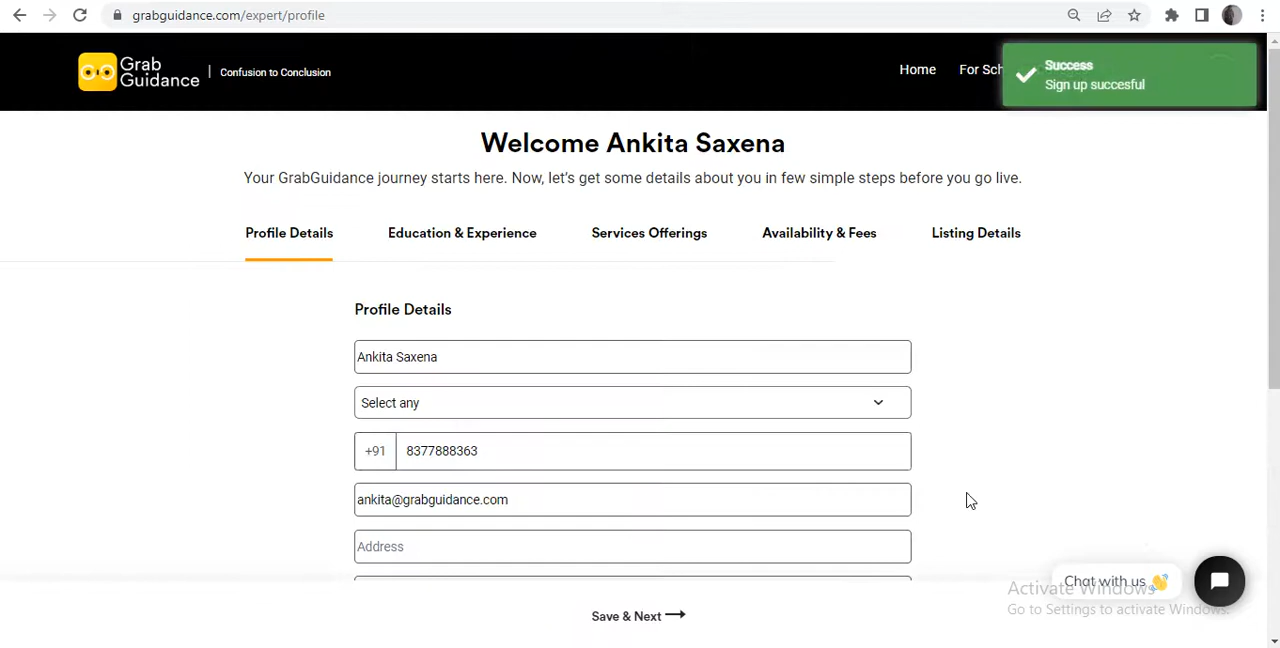 grabguidance.com/expert/profile
Grab
Guidance
Confusion to Conclusion
Home
For Sch
Success
Sign up succesful
Welcome Ankita Saxena
Your GrabGuidance journey starts here. Now, let's get some details about you in few simple steps before you go live.
Profile Details
Education & Experience
Services Offerings
Availability & Fees
Listing Details
Profile Details
Ankita Saxena
Select any
+91
8377888363
ankita@grabguidance.com
Address
Chat with us 👋
Activate Windows
Go to Settings to activate Windows.
Save & Next